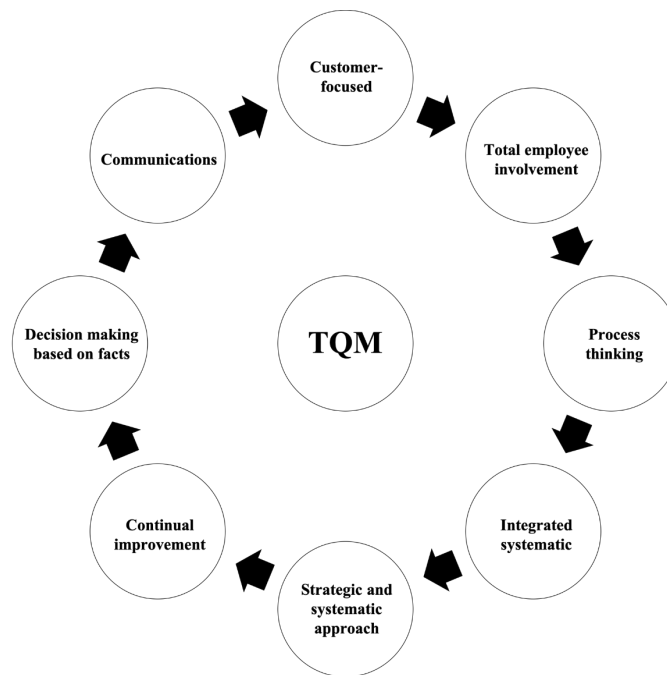 Customer-
focused
Total employee
involvement
Process
thinking
Integrated
systematic
Strategic and
systematic
approach
Continual
improvement
Decision making
based on facts
Communications
TQM